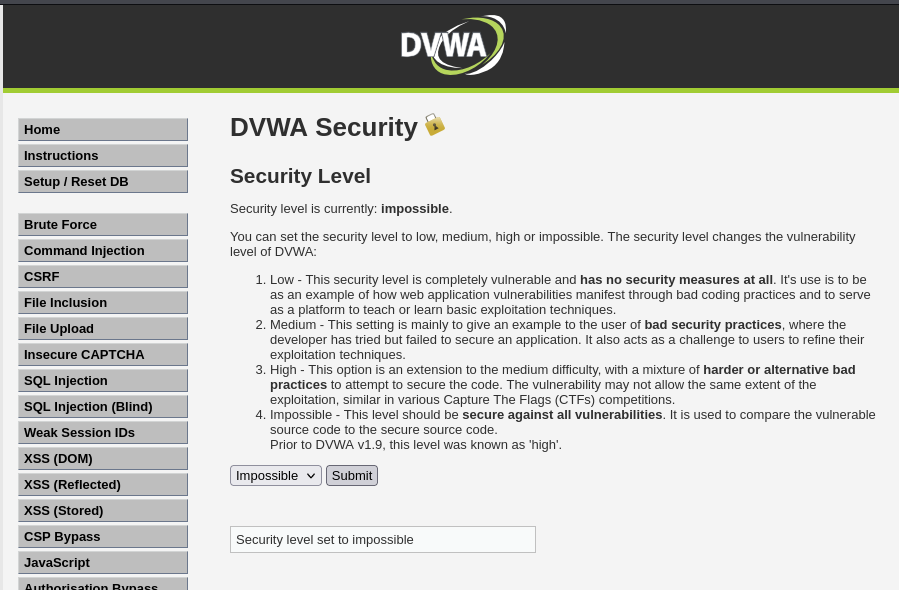 DVWA
Home
Instructions
Setup / Reset DB
Brute Force
Command Injection
CSRF
File Inclusion
File Upload
Insecure CAPTCHA
SQL Injection
SQL Injection (Blind)
Weak Session IDs
XSS (DOM)
XSS (Reflected)
XSS (Stored)
CSP Bypass
JavaScript
Authorisation Bypass
DVWA Security
Security Level
Security level is currently: impossible.
You can set the security level to low, medium, high or impossible. The security level changes the vulnerability
level of DVWA:
1. Low - This security level is completely vulnerable and has no security measures at all. It's use is to be
as an example of how web application vulnerabilities manifest through bad coding practices and to serve
as a platform to teach or learn basic exploitation techniques.
2. Medium - This setting is mainly to give an example to the user of bad security practices, where the
developer has tried but failed to secure an application. It also acts as a challenge to users to refine their
exploitation techniques.
3. High - This option is an extension to the medium difficulty, with a mixture of harder or alternative bad
practices to attempt to secure the code. The vulnerability may not allow the same extent of the
exploitation, similar in various Capture The Flags (CTFs) competitions.
4. Impossible - This level should be secure against all vulnerabilities. It is used to compare the vulnerable
source code to the secure source code.
Prior to DVWA v1.9, this level was known as 'high'.
Impossible Submit
Security level set to impossible